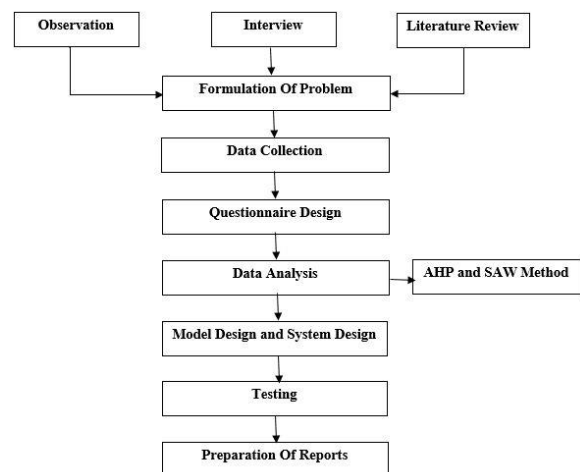 Observation
Interview
Literature Review
Formulation Of Problem
Data Collection
Questionnaire Design
Data Analysis
AHP and SAW Method
Model Design and System Design
Testing
Preparation Of Reports